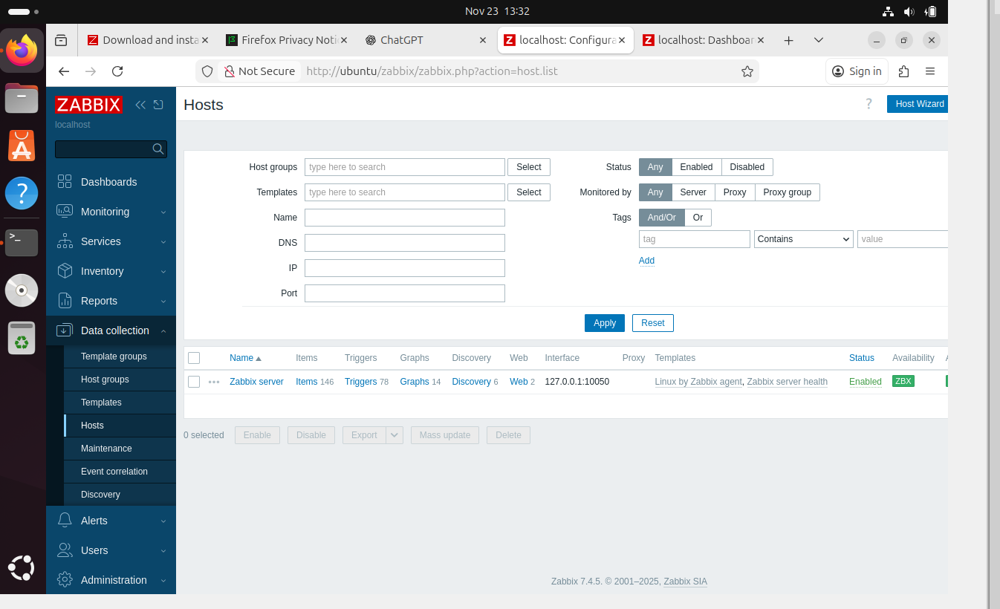 Nov 23 13:32
Download and insta
Firefox Privacy Notic
ChatGPT
localhost: Configura
localhost: Dashboar
Not Secure
http://ubuntu/zabbix/zabbix.php?action=host.list
Sign in
ZABBIX
localhost
Dashboards
Monitoring
Services
Inventory
Reports
Data collection
Template groups
Host groups
Templates
Hosts
Maintenance
Event correlation
Discovery
Alerts
Users
Administration
Hosts
?
Host Wizard
Host groups type here to search Select
Templates type here to search Select
Name
DNS
IP
Port
Status Any Enabled Disabled
Monitored by Any Server Proxy Proxy group
Tags And/Or Or
tag Contains value
Add
Apply Reset
Name Items Triggers Graphs Discovery Web Interface Proxy Templates Status Availability
Zabbix server Items 146 Triggers 78 Graphs 14 Discovery 6 Web 2 127.0.0.1:10050 Linux by Zabbix agent, Zabbix server health Enabled ZBX
0 selected Enable Disable Export Mass update Delete
Zabbix 7.4.5. © 2001–2025, Zabbix SIA